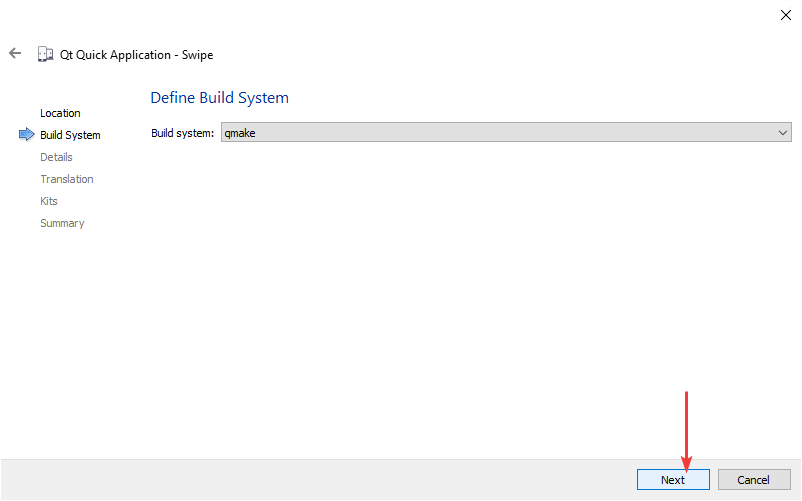 Qt Quick Application - Swipe
Define Build System
Location
Build System
Build system: qmake
Details
Translation
Kits
Summary
Next
Cancel